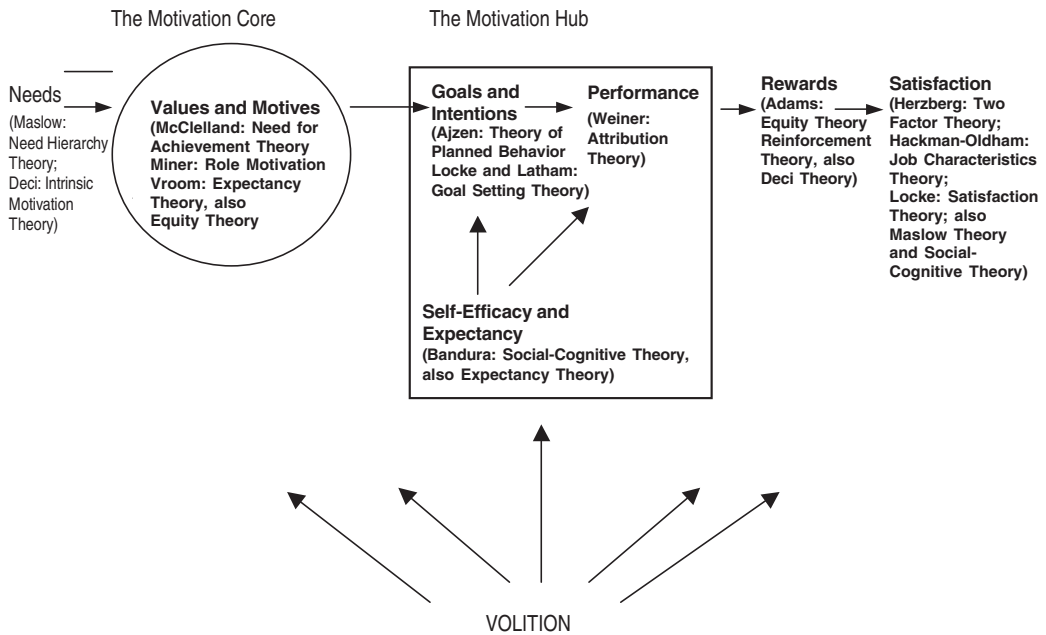 The Motivation Core
The Motivation Hub
Needs
(Maslow:
Need Hierarchy
Theory;
Deci: Intrinsic
Motivation
Theory)
Values and Motives
(McClelland: Need for
Achievement Theory
Miner: Role Motivation
Vroom: Expectancy
Theory, also
Equity Theory
Goals and
Intentions
(Ajzen: Theory of
Planned Behavior
Locke and Latham:
Goal Setting Theory)
Performance
(Weiner:
Attribution
Theory)
Self-Efficacy and
Expectancy
(Bandura: Social-Cognitive Theory,
also Expectancy Theory)
Rewards
(Adams:
Equity Theory
Reinforcement
Theory, also
Deci Theory)
Satisfaction
(Herzberg: Two
Factor Theory;
Hackman-Oldham:
Job Characteristics
Theory;
Locke: Satisfaction
Theory; also
Maslow Theory
and Social-
Cognitive Theory)
VOLITION